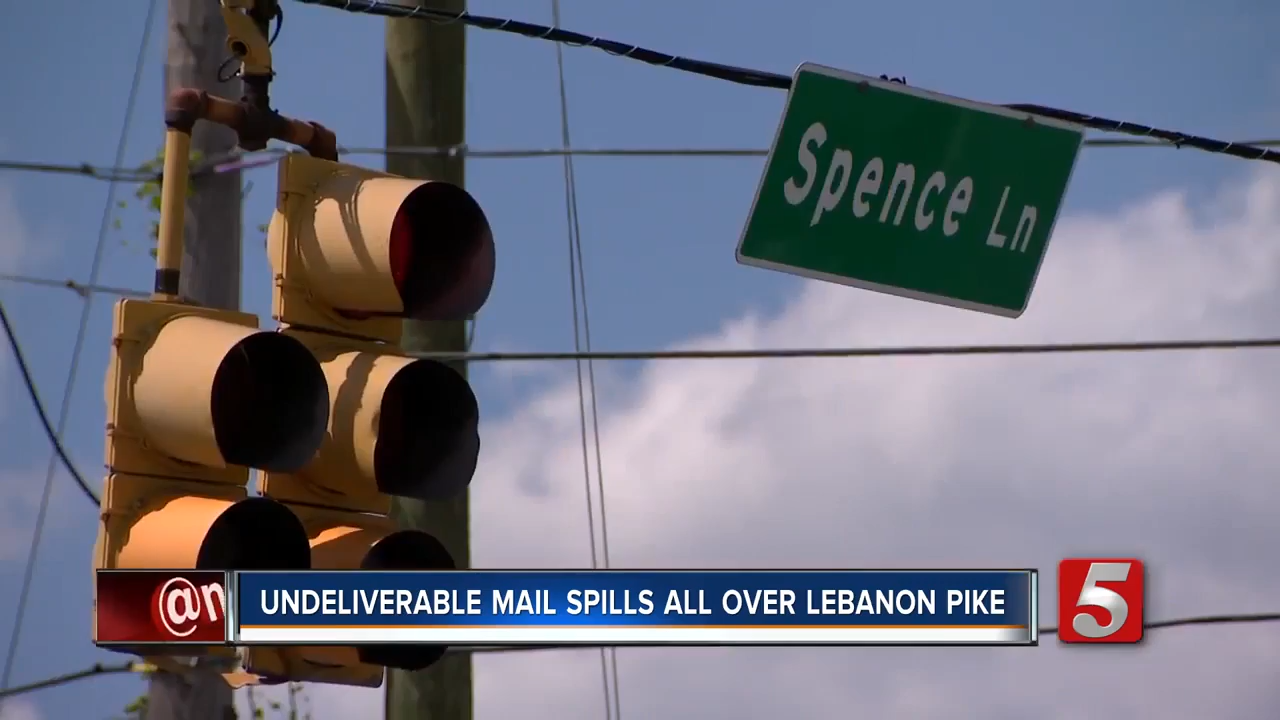 Spence Ln
@n
UNDELIVERABLE MAIL SPILLS ALL OVER LEBANON PIKE
5